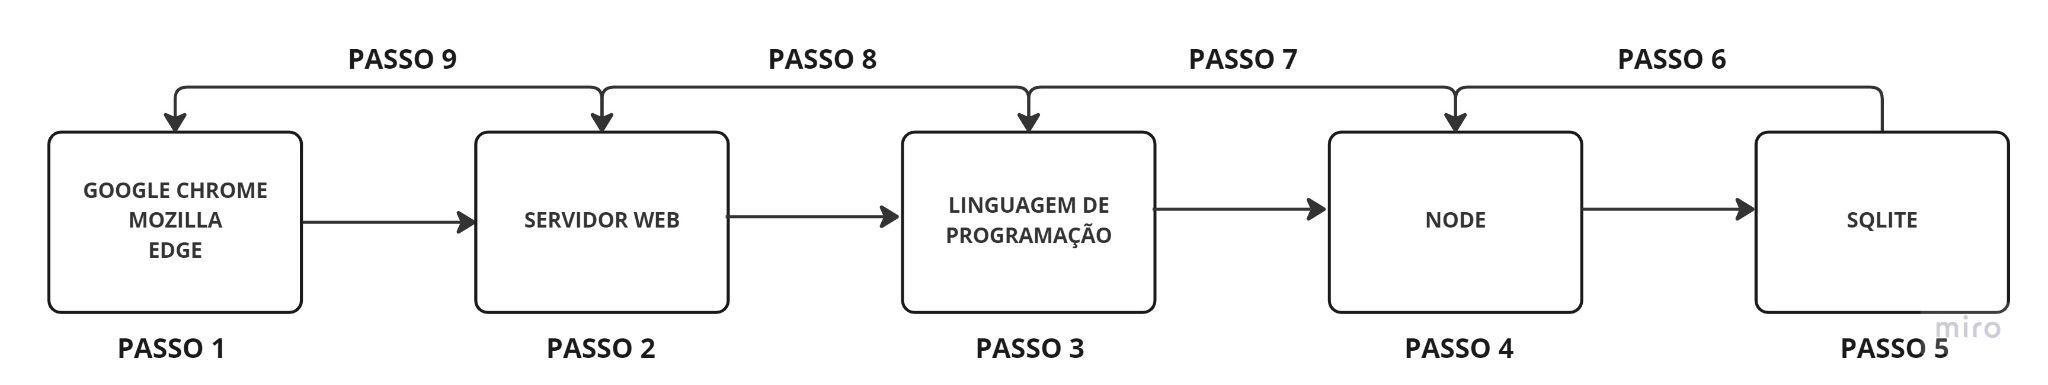 PASSO 9
PASSO 8
PASSO 7
PASSO 6
GOOGLE CHROME
MOZILLA
EDGE
SERVIDOR WEB
LINGUAGEM DE
PROGRAMAÇÃO
NODE
SQLITE
PASSO 1
PASSO 2
PASSO 3
PASSO 4
PASSO 5
miro